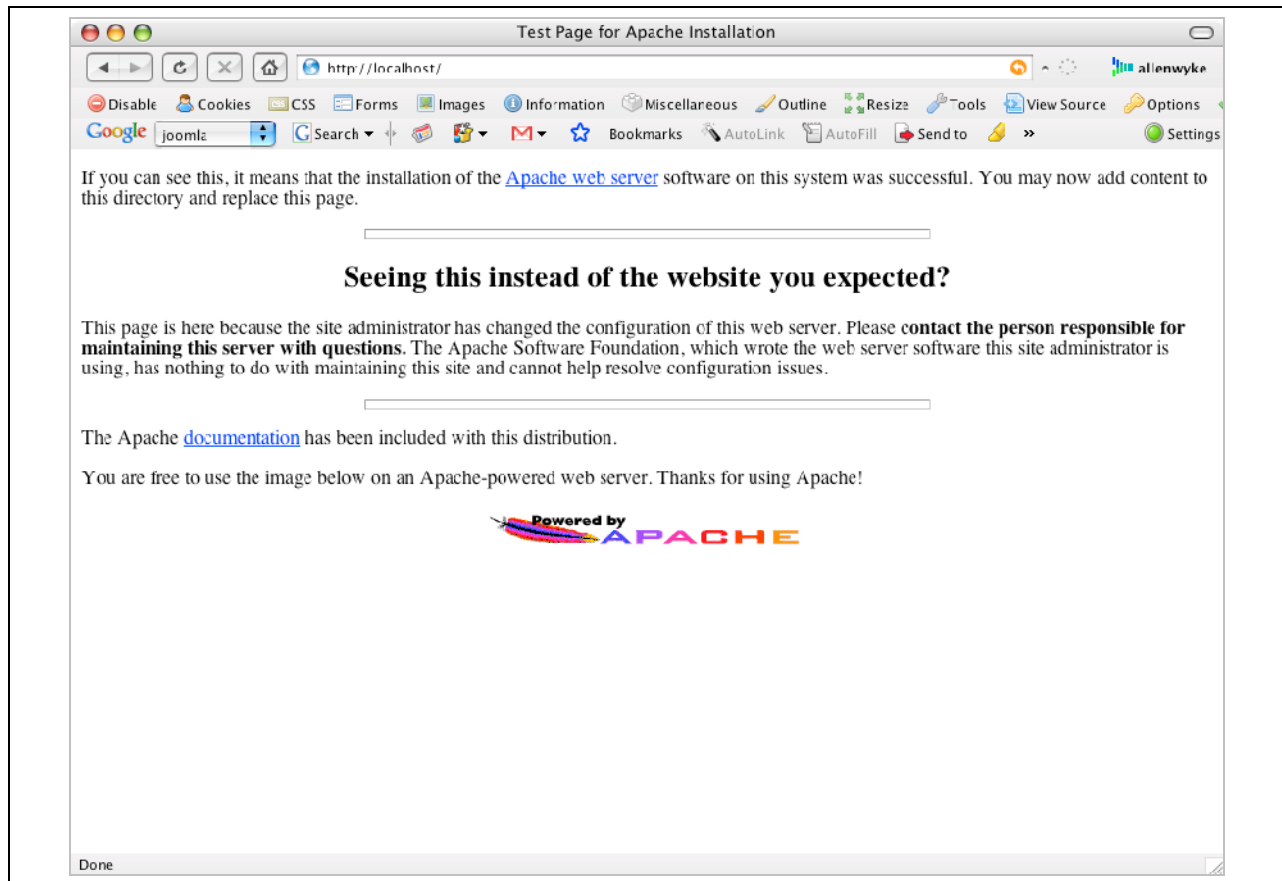 Test Page for Apache Installation
http://localhost/
allenwyke
Disable Cookies CSS Forms Images Information Miscellaneous Outline Resize Tools View Source Options
Google joomla G Search Bookmarks AutoLink AutoFill Send to » Settings
If you can see this, it means that the installation of the Apache web server software on this system was successful. You may now add content to
this directory and replace this page.
Seeing this instead of the website you expected?
This page is here because the site administrator has changed the configuration of this web server. Please contact the person responsible for
maintaining this server with questions. The Apache Software Foundation, which wrote the web server software this site administrator is
using, has nothing to do with maintaining this site and cannot help resolve configuration issues.
The Apache documentation has been included with this distribution.
You are free to use the image below on an Apache-powered web server. Thanks for using Apache!
Powered by
APACHE
Done